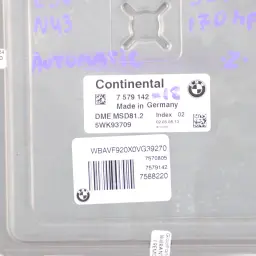 N43
170 HP
AUTOMATIC
2.
Continental
7 579 142
Made in Germany
DME MSD81.2 Index 02
5WK93709
WBAVF920X0VG39270
7570805
7579142
7588220